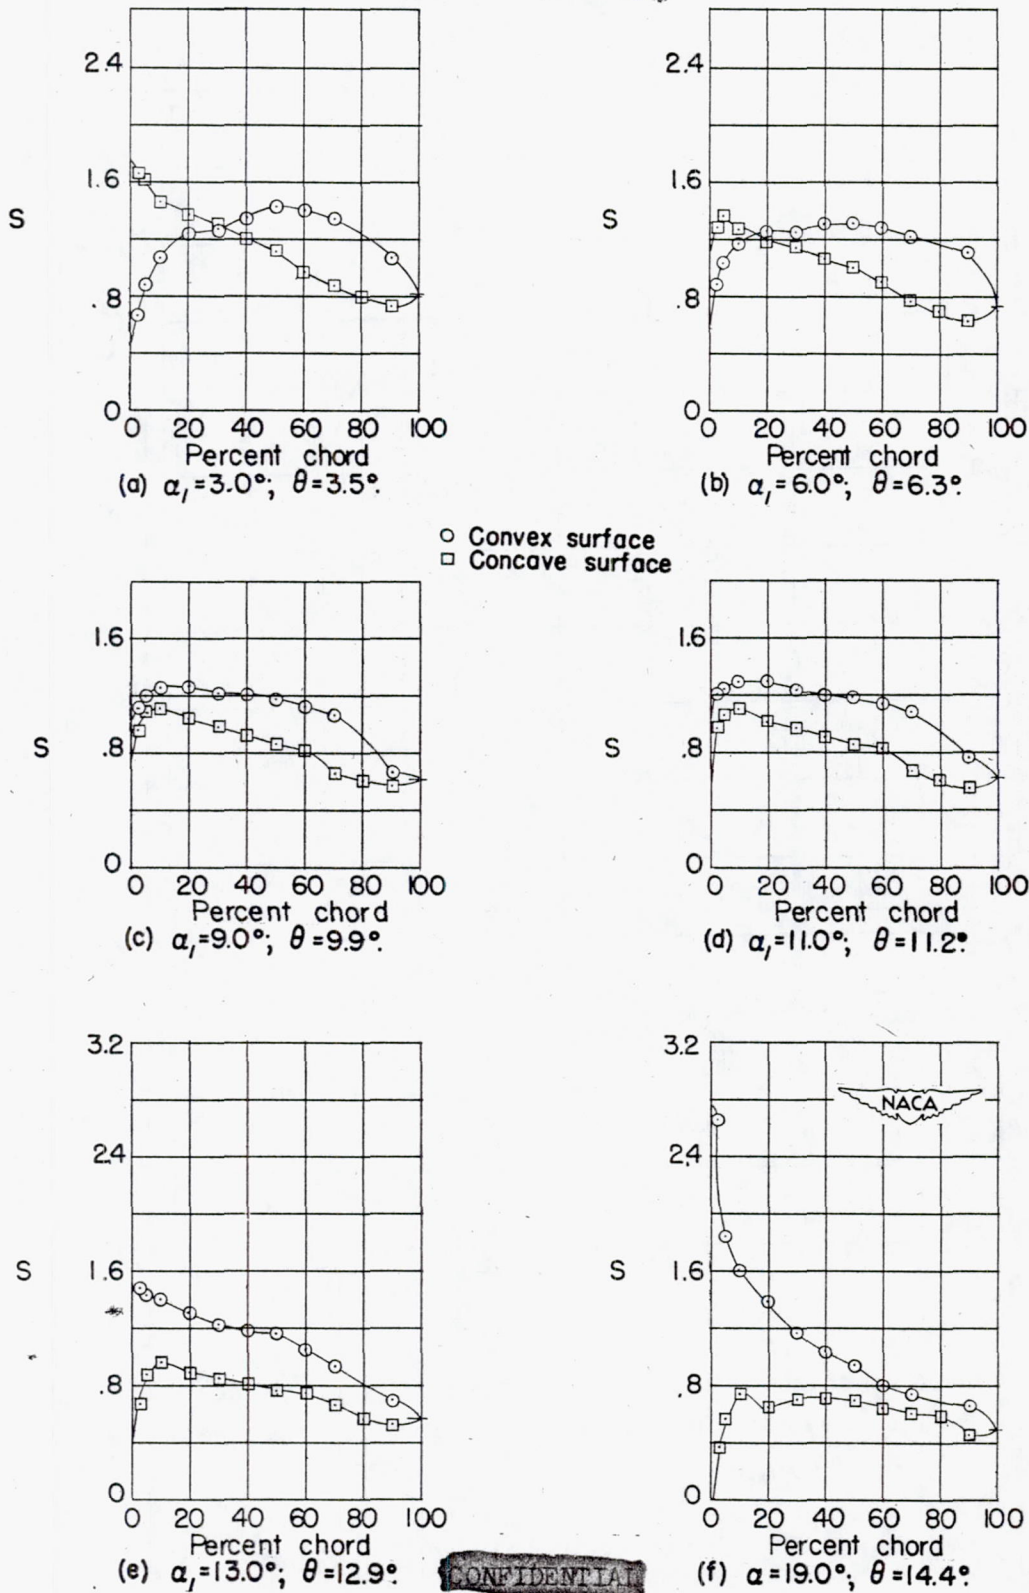 2.4
1.6
S
.8
0
0 20 40 60 80 100
Percent chord
(a) α₁=3.0°; θ=3.5°.
2.4
1.6
S
.8
0
0 20 40 60 80 100
Percent chord
(b) α₁=6.0°; θ=6.3°.
○ Convex surface
□ Concave surface
1.6
S
.8
0
0 20 40 60 80 100
Percent chord
(c) α₁=9.0°; θ=9.9°.
1.6
S
.8
0
0 20 40 60 80 100
Percent chord
(d) α₁=11.0°; θ=11.2°.
3.2
2.4
1.6
S
.8
0
0 20 40 60 80 100
Percent chord
(e) α₁=13.0°; θ=12.9°.
3.2
NACA
2.4
1.6
S
.8
0
0 20 40 60 80 100
Percent chord
(f) α=19.0°; θ=14.4°.
CONFIDENTIAL